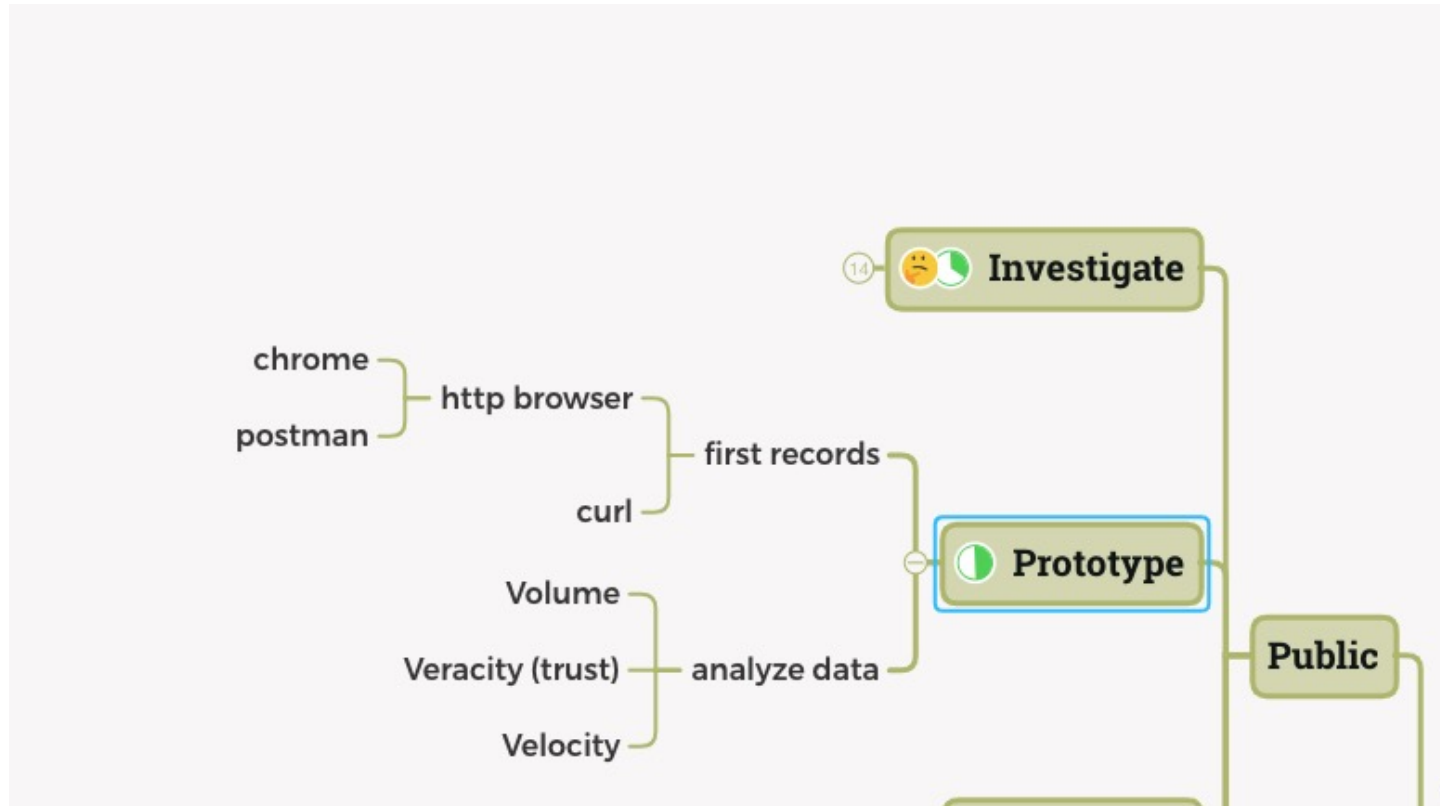 14
Investigate
chrome
http browser
postman
first records
curl
Prototype
Volume
Public
Veracity (trust)
analyze data
Velocity